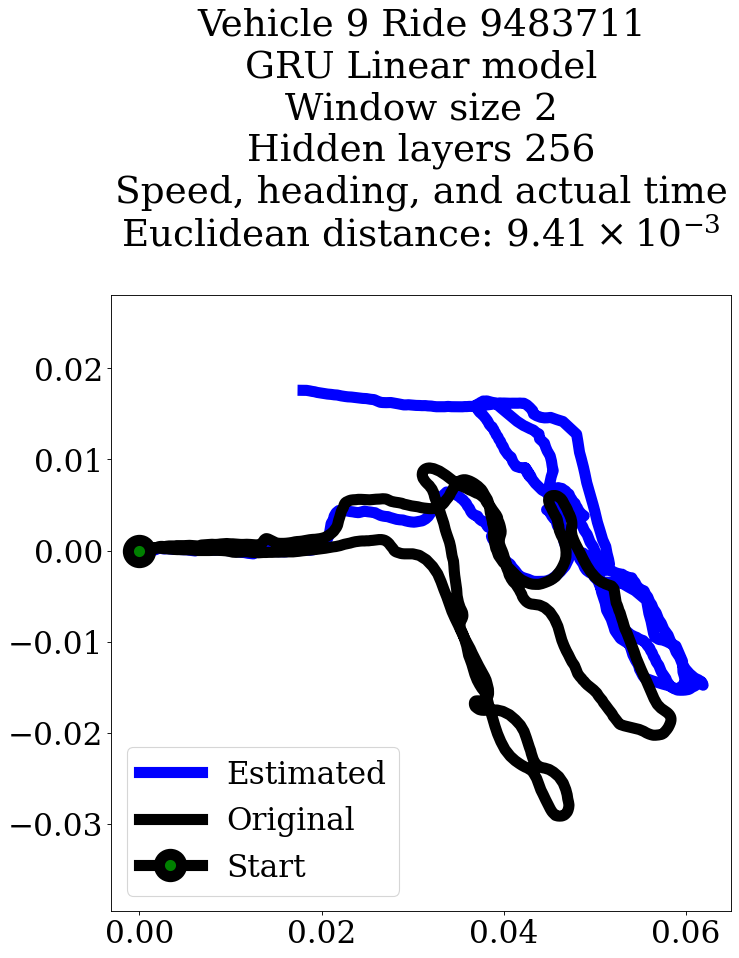 Vehicle 9 Ride 9483711
GRU Linear model
Window size 2
Hidden layers 256
Speed, heading, and actual time
Euclidean distance: 9.41 × 10⁻³
0.02
0.01
0.00
−0.01
−0.02
−0.03
Estimated
Original
Start
0.00 0.02 0.04 0.06